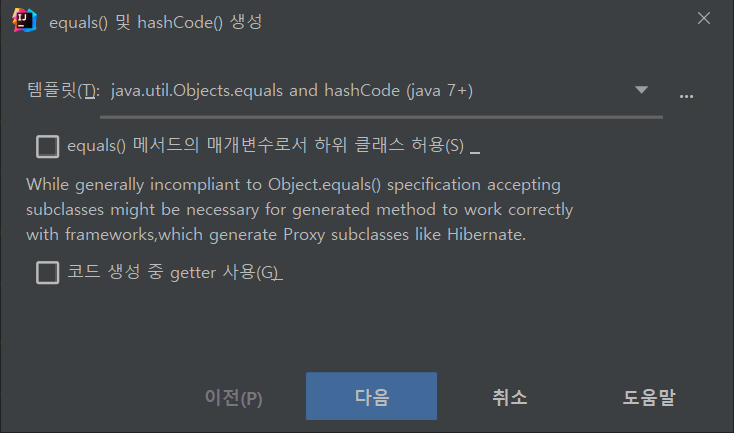 equals() 및 hashCode() 생성
템플릿(T): java.util.Objects.equals and hashCode (java 7+)
...
equals() 메서드의 매개변수로서 하위 클래스 허용(S) _
While generally incompliant to Object.equals() specification accepting
subclasses might be necessary for generated method to work correctly
with frameworks,which generate Proxy subclasses like Hibernate.
코드 생성 중 getter 사용(G)_
이전(P) 다음 취소 도움말